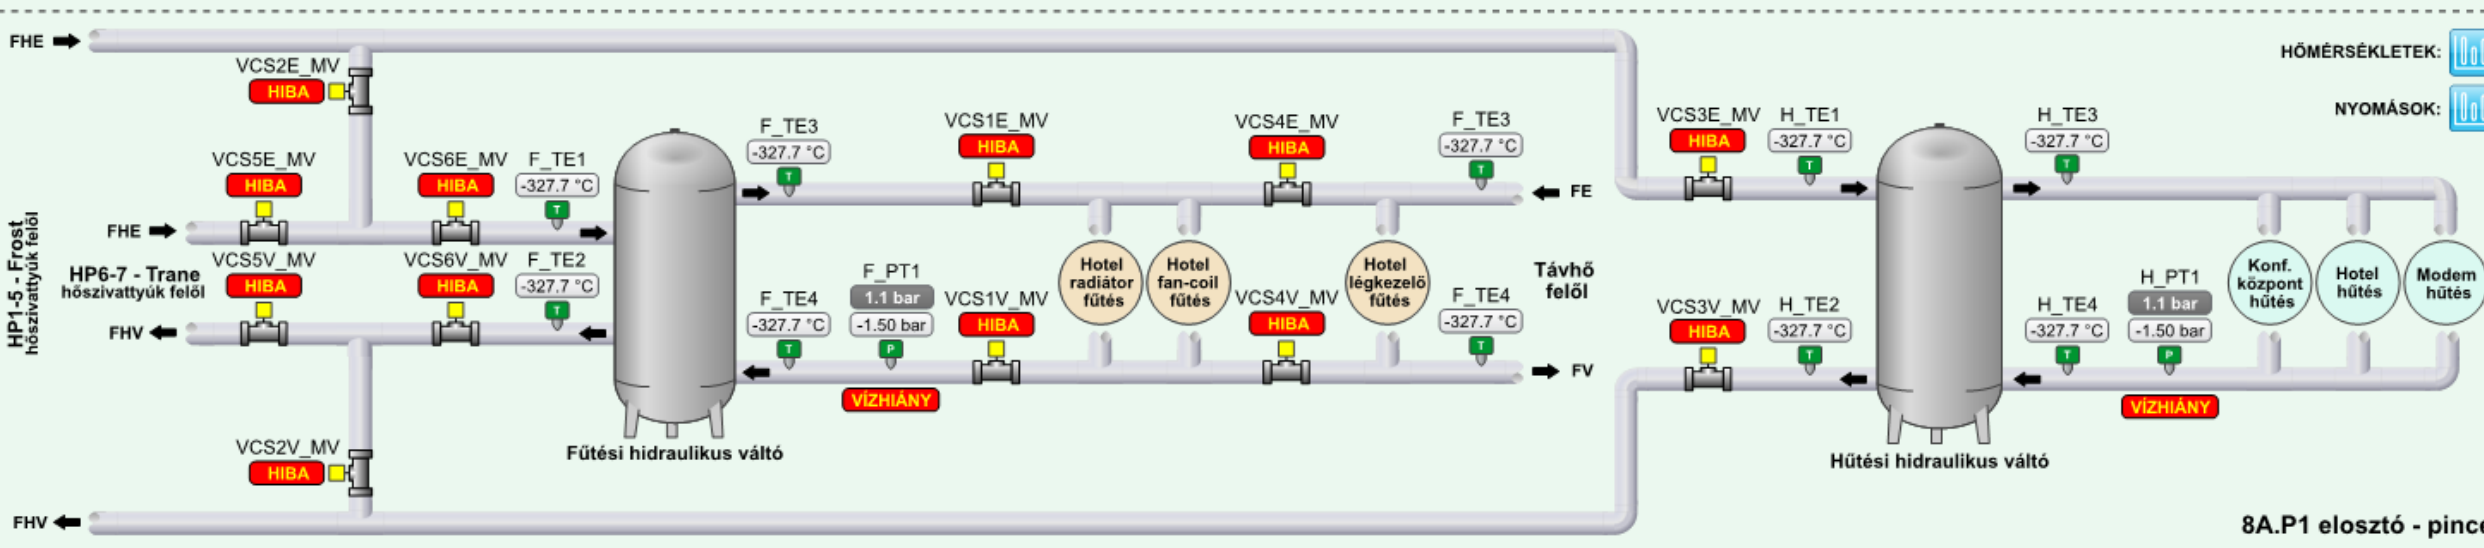 FHE
VCS2E_MV
HIBA
HŐMÉRSÉKLETEK:
NYOMÁSOK:
VCS5E_MV
HIBA
VCS6E_MV
HIBA
F_TE1
-327.7 °C
F_TE3
-327.7 °C
T
VCS1E_MV
HIBA
VCS4E_MV
HIBA
F_TE3
-327.7 °C
T
VCS3E_MV
HIBA
H_TE1
-327.7 °C
T
H_TE3
-327.7 °C
T
T
FE
FHE
HP1-5 - Frost
hőszivattyúk felől
HP6-7 - Trane
hőszivattyúk felől
VCS5V_MV
HIBA
VCS6V_MV
HIBA
F_TE2
-327.7 °C
T
FHV
F_TE4
-327.7 °C
T
F_PT1
1.1 bar
-1.50 bar
P
VÍZHIÁNY
VCS1V_MV
HIBA
Hotel
radiátor
fűtés
Hotel
fan-coil
fűtés
VCS4V_MV
HIBA
Hotel
légkezelő
fűtés
F_TE4
-327.7 °C
T
Távhő
felől
FV
VCS3V_MV
HIBA
H_TE2
-327.7 °C
T
H_TE4
-327.7 °C
T
H_PT1
1.1 bar
-1.50 bar
P
VÍZHIÁNY
Konf.
központ
hűtés
Hotel
hűtés
Modem
hűtés
VCS2V_MV
HIBA
Fűtési hidraulikus váltó
Hűtési hidraulikus váltó
FHV
8A.P1 elosztó - pince